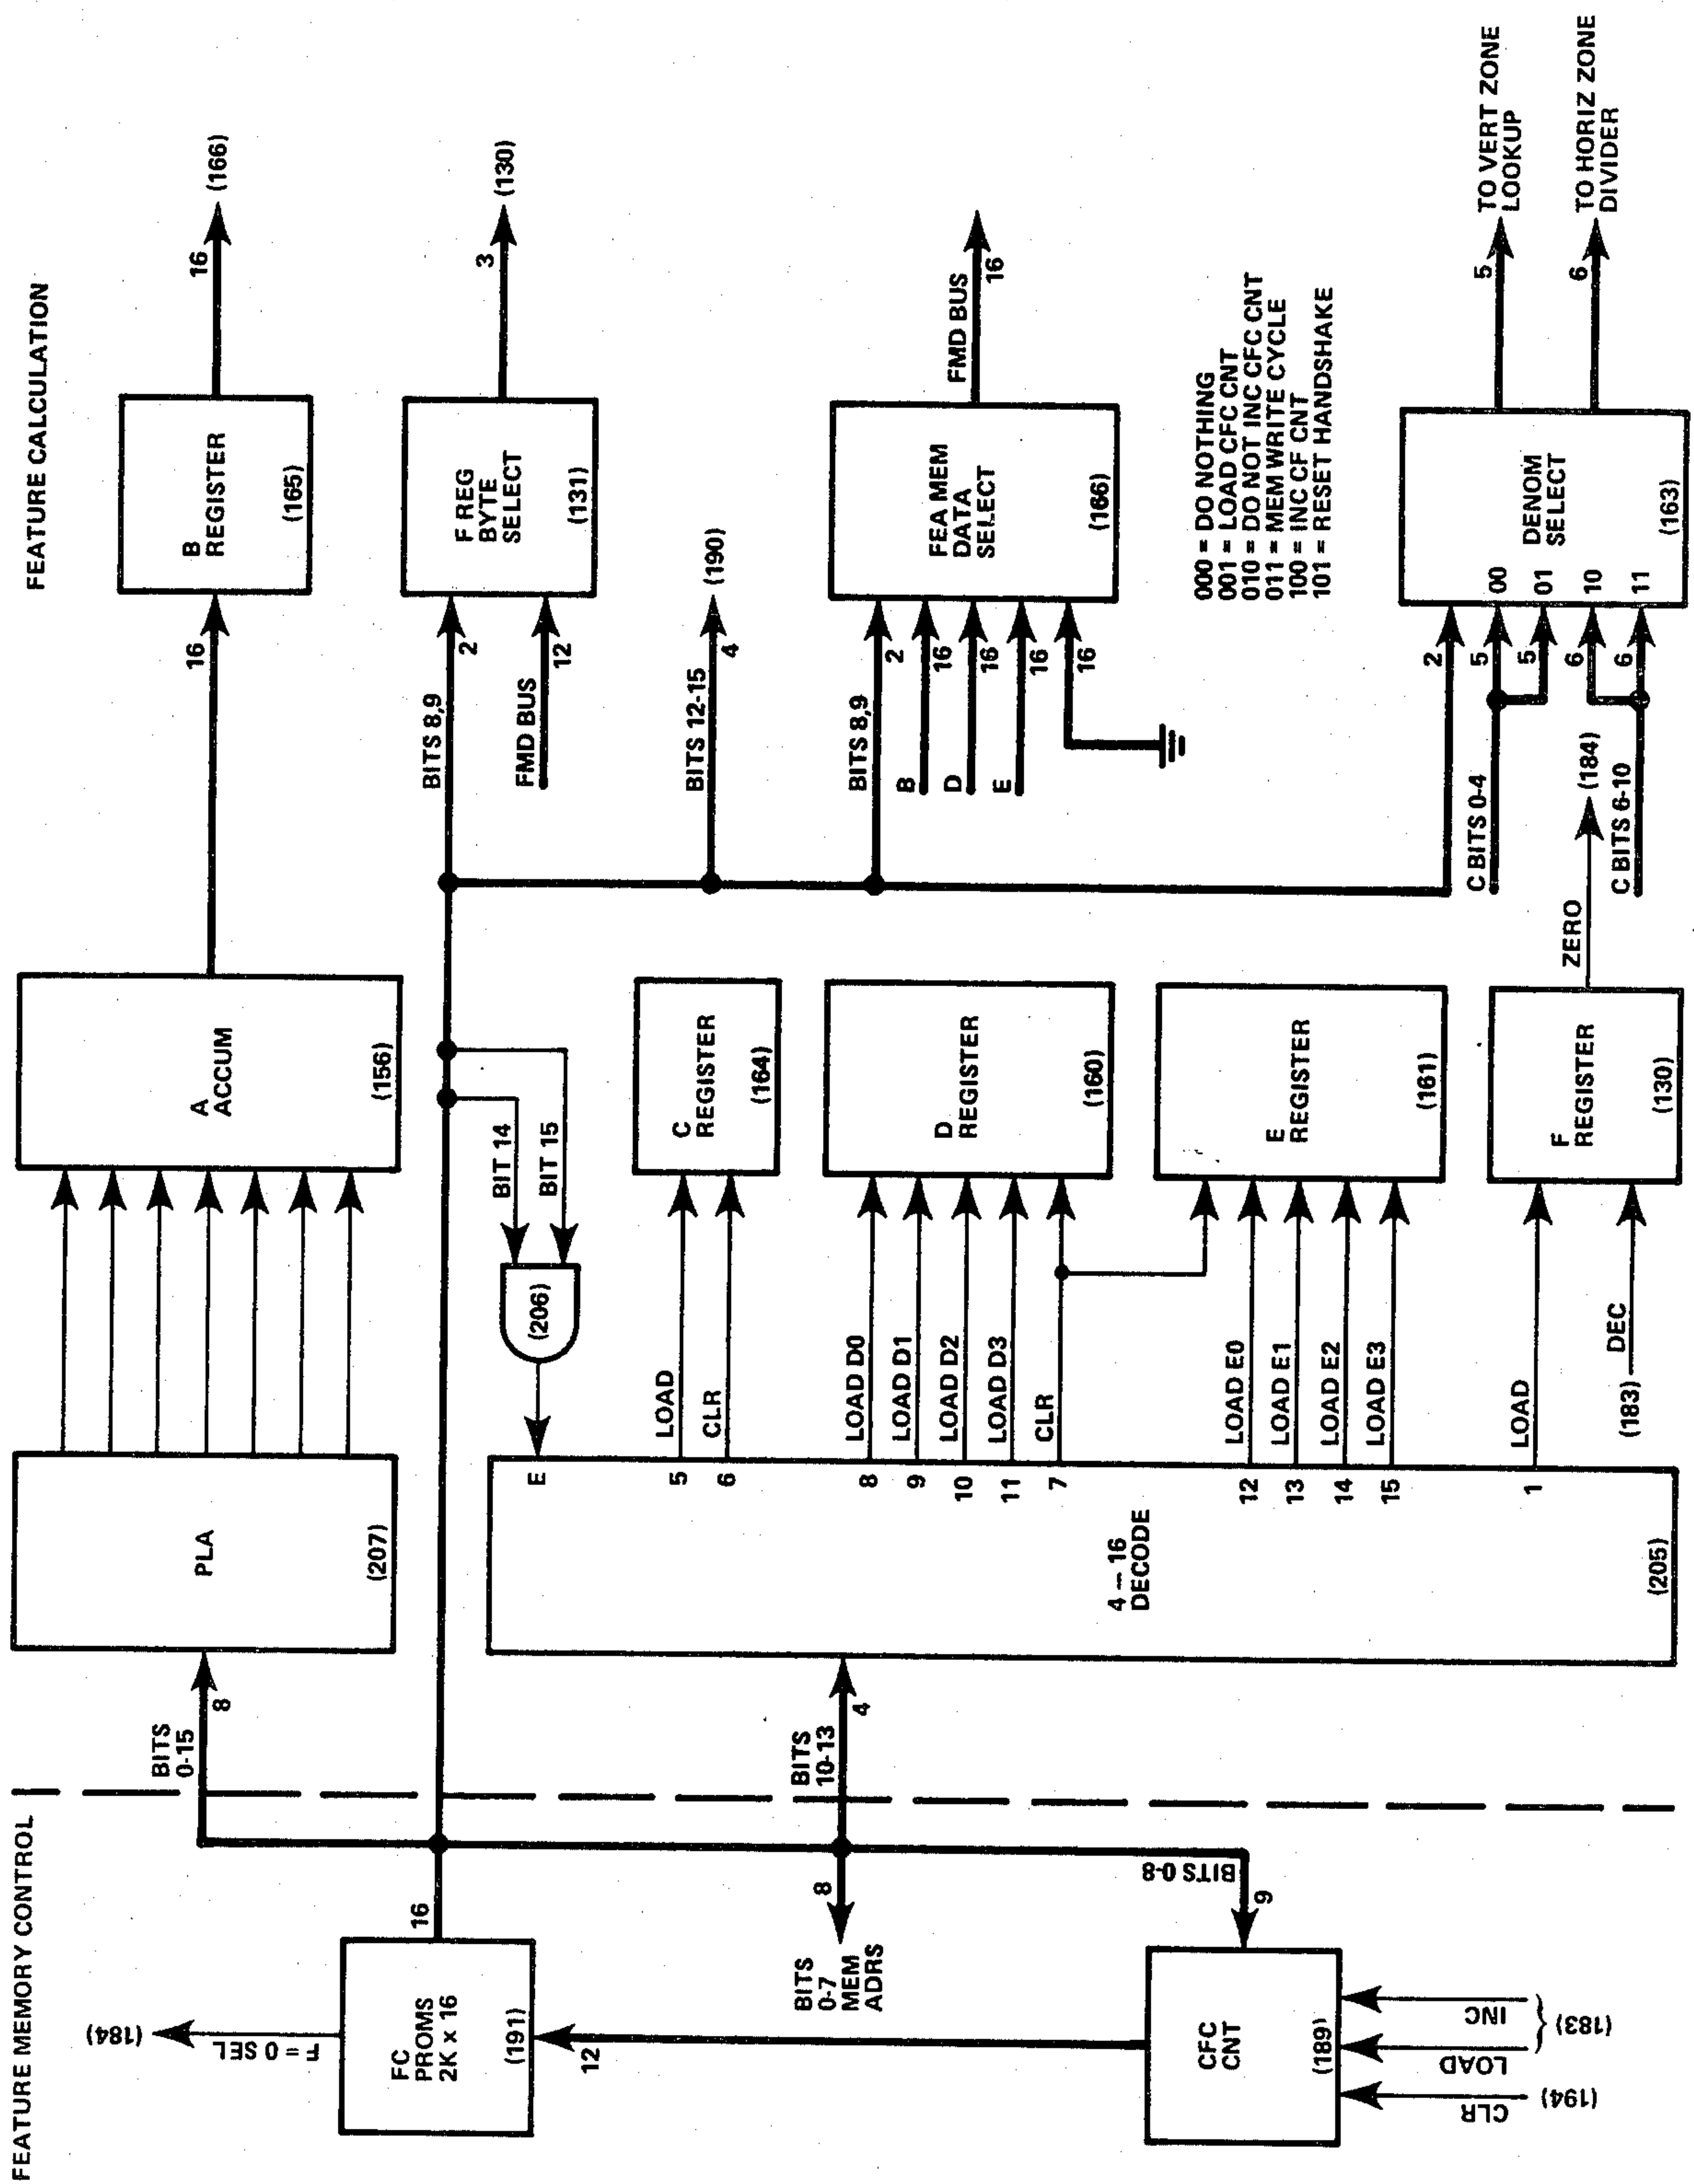 FEATURE MEMORY CONTROL
FEATURE CALCULATION
(184)
F = 0 SEL
FC
PROMS
2K x 16
(191)
16
12
BITS
0-15
8
PLA
(207)
A
ACCUM
(156)
16
B
REGISTER
(165)
16
(166)
BITS 8,9
2
FMD BUS
12
F REG
BYTE
SELECT
(131)
3
(130)
BIT 14
BIT 15
(206)
E
BITS 12-15
4
(190)
8
BITS
0-7
MEM
ADRS
BITS
10-13
4
4 – 16
DECODE
(205)
5
LOAD
6
CLR
C
REGISTER
(164)
8
LOAD D0
9
LOAD D1
10
LOAD D2
11
LOAD D3
7
CLR
D
REGISTER
(160)
BITS 8,9
2
B
16
D
16
E
16
16
FEA MEM
DATA
SELECT
(166)
FMD BUS
16
000 = DO NOTHING
001 = LOAD CFC CNT
010 = DO NOT INC CFC CNT
011 = MEM WRITE CYCLE
100 = INC CF CNT
101 = RESET HANDSHAKE
12
LOAD E0
13
LOAD E1
14
LOAD E2
15
LOAD E3
E
REGISTER
(161)
BITS 0-8
9
CFC
CNT
(189)
INC
LOAD
(183)
CLR
(194)
1
LOAD
(183)
DEC
F
REGISTER
(130)
ZERO
(184)
2
C BITS 0-4
5
00
5
01
C BITS 6-10
6
10
6
11
DENOM
SELECT
(163)
5
TO VERT ZONE
LOOKUP
6
TO HORIZ ZONE
DIVIDER